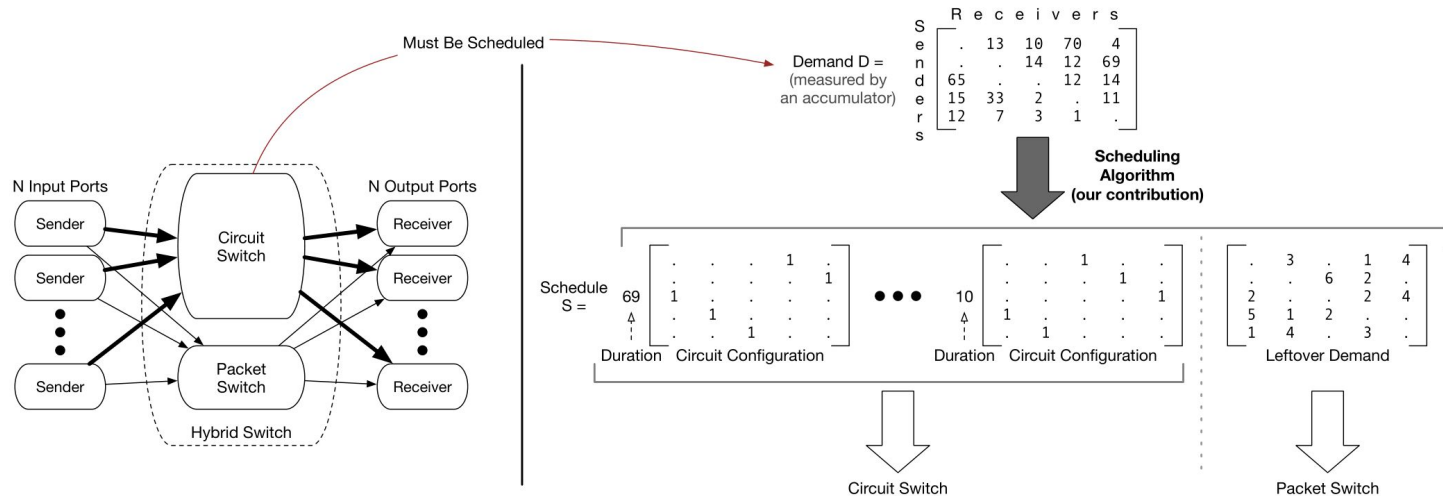 Must Be Scheduled
N Input Ports
N Output Ports
Sender
Sender
Sender
Circuit
Switch
Packet
Switch
Receiver
Receiver
Receiver
Hybrid Switch
Receivers
Senders
Demand D =
(measured by
an accumulator)
. 13 10 70 4
. . 14 12 69
65 . . 12 14
15 33 2 . 11
12 7 3 1 .
Scheduling
Algorithm
(our contribution)
Schedule
S =
69
. . . 1 .
. . . . 1
1 . . . .
. 1 . . .
. . 1 . .
Duration
Circuit Configuration
10
. . 1 . .
. . . 1 .
. . . . 1
1 . . . .
. 1 . . .
Duration
Circuit Configuration
. 3 . 1 4
. . 6 2 .
2 . . 2 4
5 1 2 . .
1 4 . 3 .
Leftover Demand
Circuit Switch
Packet Switch